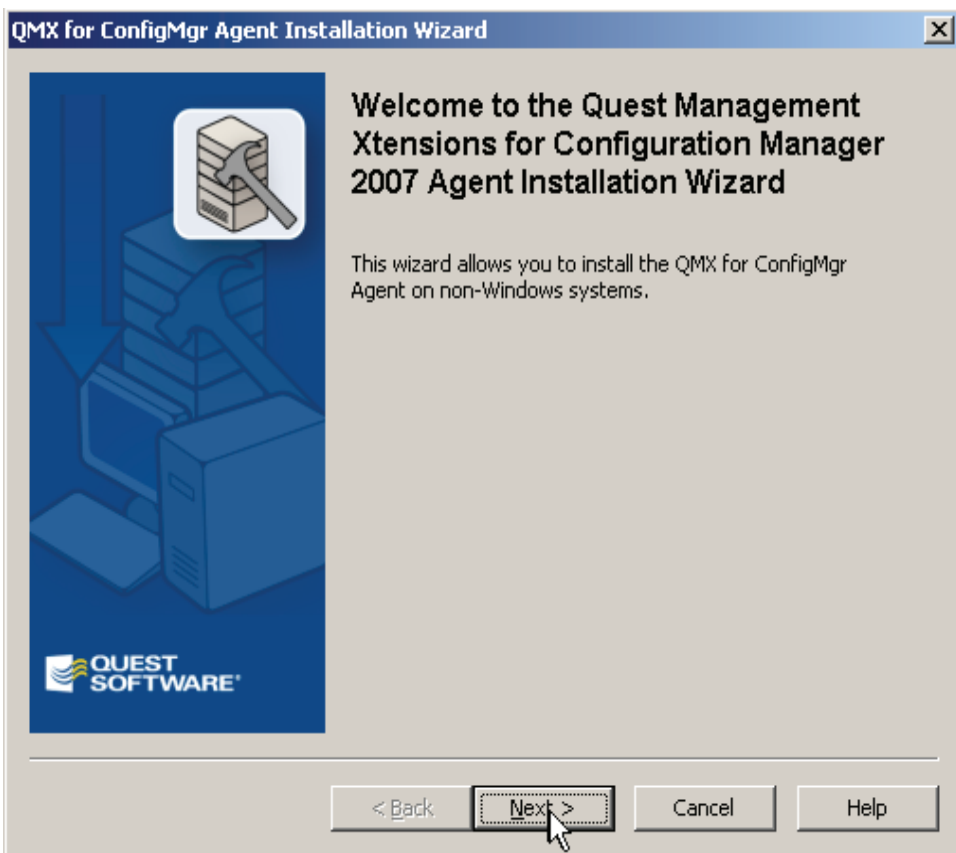 QMX for ConfigMgr Agent Installation Wizard
Welcome to the Quest Management
Xtensions for Configuration Manager
2007 Agent Installation Wizard
This wizard allows you to install the QMX for ConfigMgr
Agent on non-Windows systems.
QUEST
SOFTWARE®
< Back
Next >
Cancel
Help